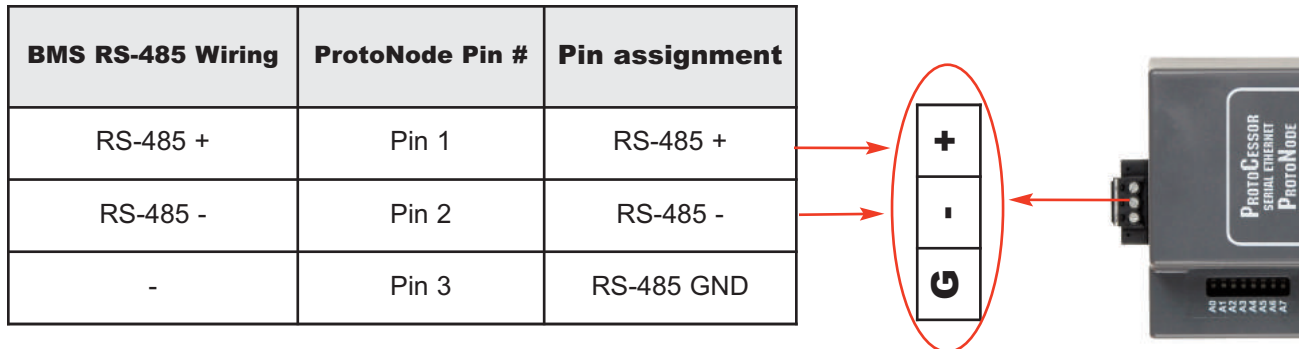 BMS RS-485 Wiring ProtoNode Pin # Pin assignment
RS-485 + Pin 1 RS-485 +
RS-485 - Pin 2 RS-485 -
- Pin 3 RS-485 GND
+
-
G
PROTOCESSOR
SERIAL ETHERNET
PROTONODE
A0
A1
A2
A3
A4
A5
A6
A7